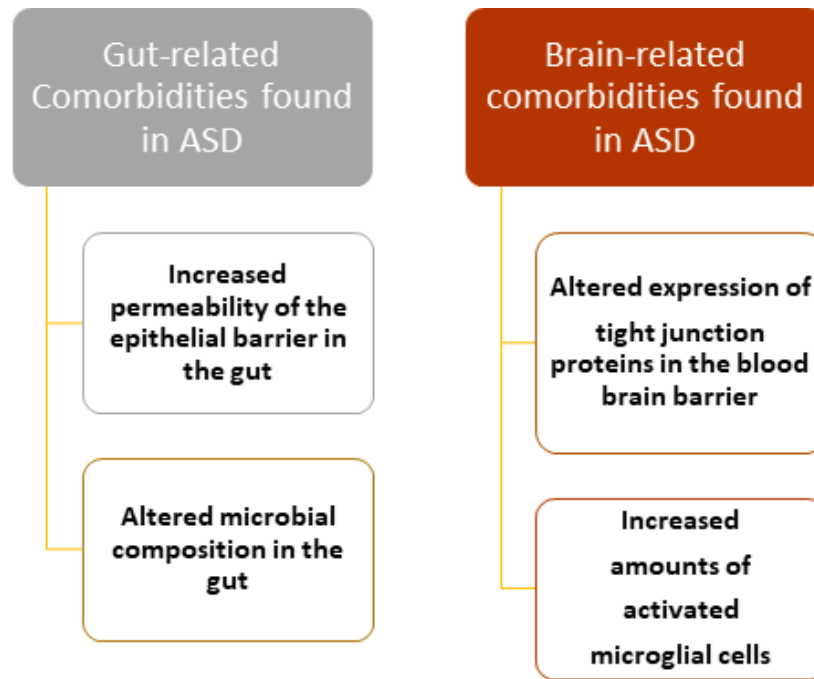 Gut-related
Comorbidities found
in ASD
Increased
permeability of the
epithelial barrier in
the gut
Altered microbial
composition in the
gut
Brain-related
comorbidities found
in ASD
Altered expression of
tight junction
proteins in the blood
brain barrier
Increased
amounts of
activated
microglial cells